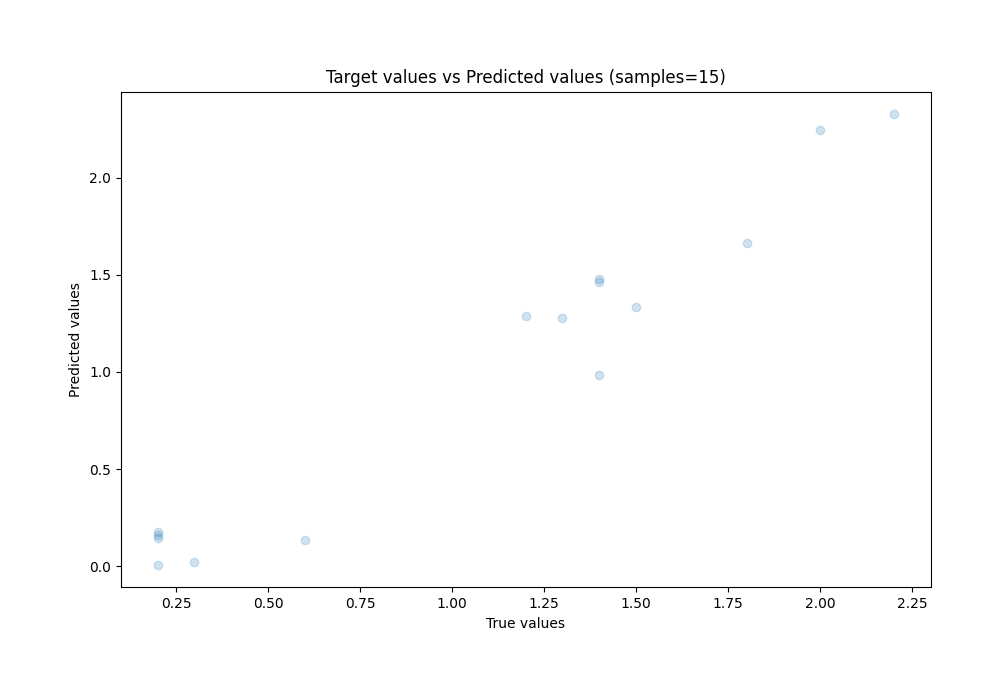 Target values vs Predicted values (samples=15)
Predicted values
2.0
1.5
1.0
0.5
0.0
0.25 0.50 0.75 1.00 1.25 1.50 1.75 2.00 2.25
True values